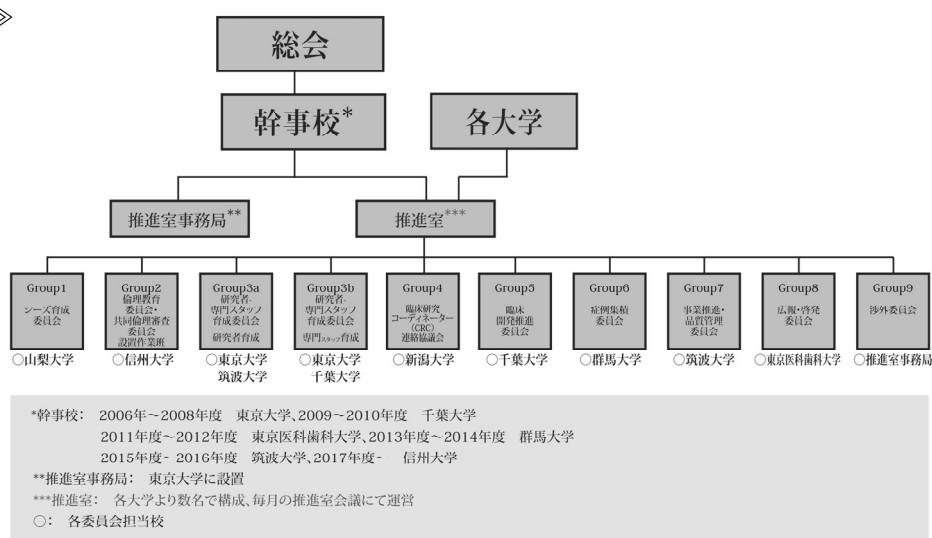 総会
幹事校*
各大学
推進室事務局**
推進室***
Group1
シーズ育成
委員会
○山梨大学
Group2
倫理教育
委員会・
共同倫理審査
委員会
設置作業班
○信州大学
Group3a
研究者-
専門スタッフ
育成委員会
研究者育成
○東京大学
筑波大学
Group3b
研究者-
専門スタッフ
育成委員会
専門スタッフ育成
○東京大学
千葉大学
Group4
臨床研究
コーディネーター
(CRC)
連絡協議会
○新潟大学
Group5
臨床
開発推進
委員会
○千葉大学
Group6
症例集積
委員会
○群馬大学
Group7
事業推進・
品質管理
委員会
○筑波大学
Group8
広報・啓発
委員会
○東京医科歯科大学
Group9
渉外委員会
○推進室事務局
*幹事校： 2006年～2008年度　東京大学、2009～2010年度　千葉大学
2011年度～2012年度　東京医科歯科大学、2013年度～2014年度　群馬大学
2015年度- 2016年度　筑波大学、2017年度-　信州大学
**推進室事務局：　東京大学に設置
***推進室：　各大学より数名で構成、毎月の推進室会議にて運営
○：　各委員会担当校